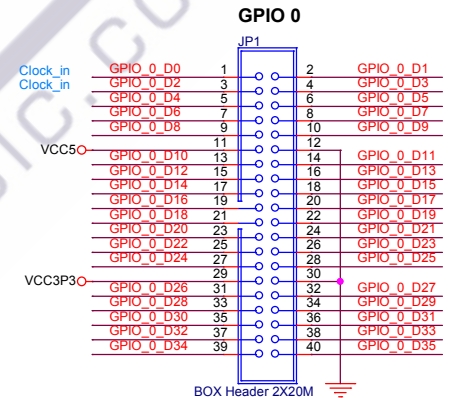 GPIO 0
JP1
Clock_in GPIO_0_D0 1 2 GPIO_0_D1
Clock_in GPIO_0_D2 3 4 GPIO_0_D3
GPIO_0_D4 5 6 GPIO_0_D5
GPIO_0_D6 7 8 GPIO_0_D7
GPIO_0_D8 9 10 GPIO_0_D9
VCC5 11 12
GPIO_0_D10 13 14 GPIO_0_D11
GPIO_0_D12 15 16 GPIO_0_D13
GPIO_0_D14 17 18 GPIO_0_D15
GPIO_0_D16 19 20 GPIO_0_D17
GPIO_0_D18 21 22 GPIO_0_D19
GPIO_0_D20 23 24 GPIO_0_D21
GPIO_0_D22 25 26 GPIO_0_D23
GPIO_0_D24 27 28 GPIO_0_D25
VCC3P3 29 30
GPIO_0_D26 31 32 GPIO_0_D27
GPIO_0_D28 33 34 GPIO_0_D29
GPIO_0_D30 35 36 GPIO_0_D31
GPIO_0_D32 37 38 GPIO_0_D33
GPIO_0_D34 39 40 GPIO_0_D35
BOX Header 2X20M